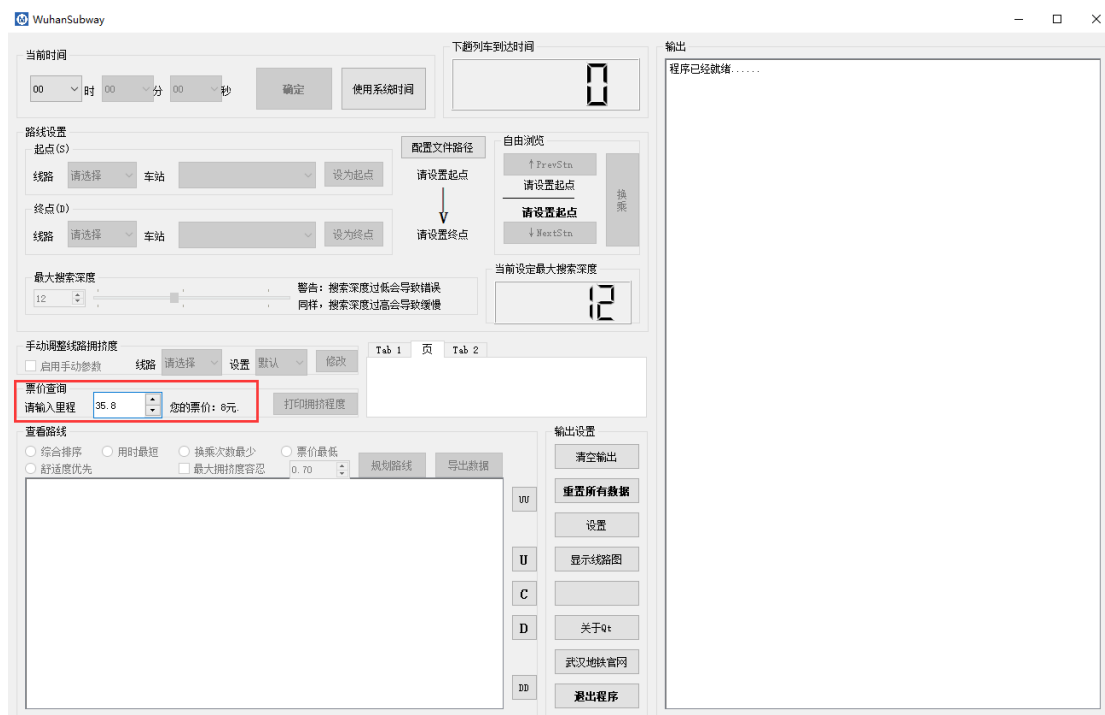 WuhanSubway
当前时间
00 时 00 分 00 秒 确定 使用系统时间
下趟列车到达时间
0
路线设置
起点(S)
线路 请选择 车站 设为起点
终点(D)
线路 请选择 车站 设为终点
配置文件路径
请设置起点
请设置终点
自由浏览
↑PrevStn
请设置起点
请设置起点
↓NextStn
换乘
最大搜索深度
12
警告：搜索深度过低会导致错误
同样，搜索深度过高会导致缓慢
当前设定最大搜索深度
12
手动调整线路拥挤度
启用手动参数 线路 请选择 设置 默认 修改
票价查询
请输入里程 35.8 您的票价：8元.
打印拥挤程度
Tab 1 页 Tab 2
查看路线
综合排序 用时最短 换乘次数最少 票价最低
舒适度优先 最大拥挤度容忍 0.70 规划路线 导出数据
UU
U
C
D
DD
输出设置
清空输出
重置所有数据
设置
显示线路图
关于Qt
武汉地铁官网
退出程序
输出
程序已经就绪......